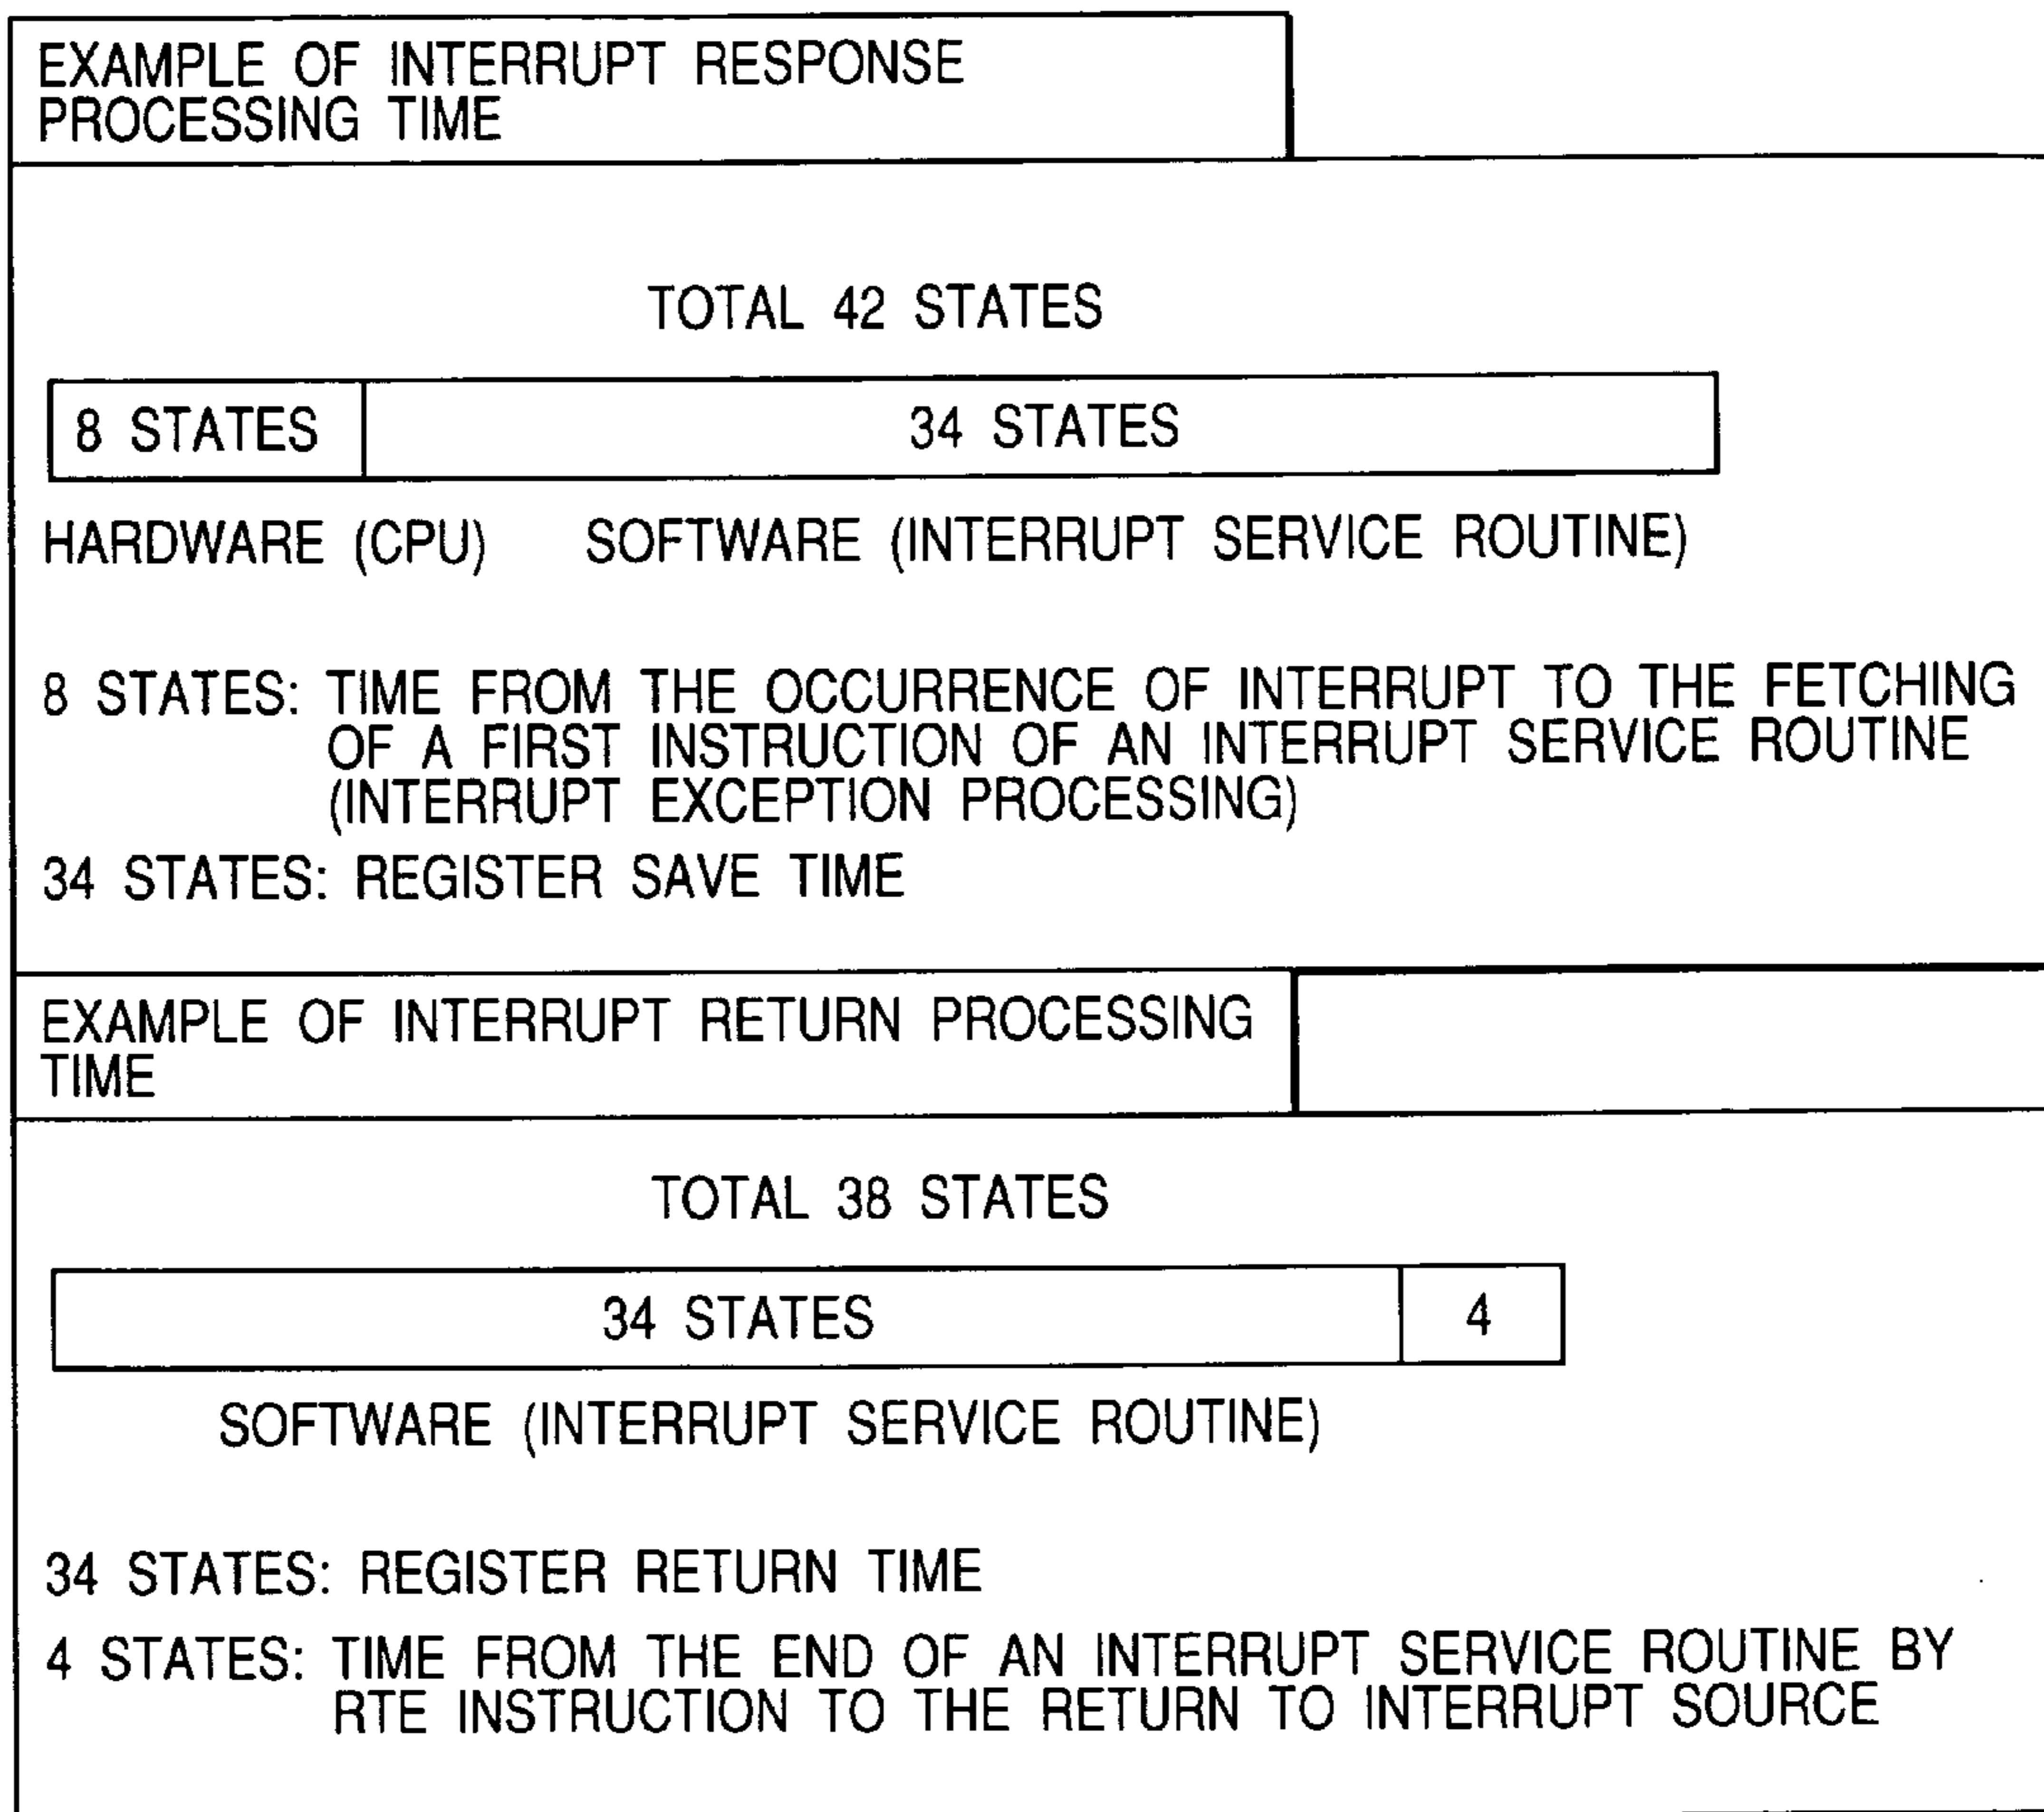 EXAMPLE OF INTERRUPT RESPONSE
PROCESSING TIME
TOTAL 42 STATES
8 STATES 34 STATES
HARDWARE (CPU) SOFTWARE (INTERRUPT SERVICE ROUTINE)
8 STATES: TIME FROM THE OCCURRENCE OF INTERRUPT TO THE FETCHING
OF A FIRST INSTRUCTION OF AN INTERRUPT SERVICE ROUTINE
(INTERRUPT EXCEPTION PROCESSING)
34 STATES: REGISTER SAVE TIME
EXAMPLE OF INTERRUPT RETURN PROCESSING
TIME
TOTAL 38 STATES
34 STATES 4
SOFTWARE (INTERRUPT SERVICE ROUTINE)
34 STATES: REGISTER RETURN TIME
4 STATES: TIME FROM THE END OF AN INTERRUPT SERVICE ROUTINE BY
RTE INSTRUCTION TO THE RETURN TO INTERRUPT SOURCE